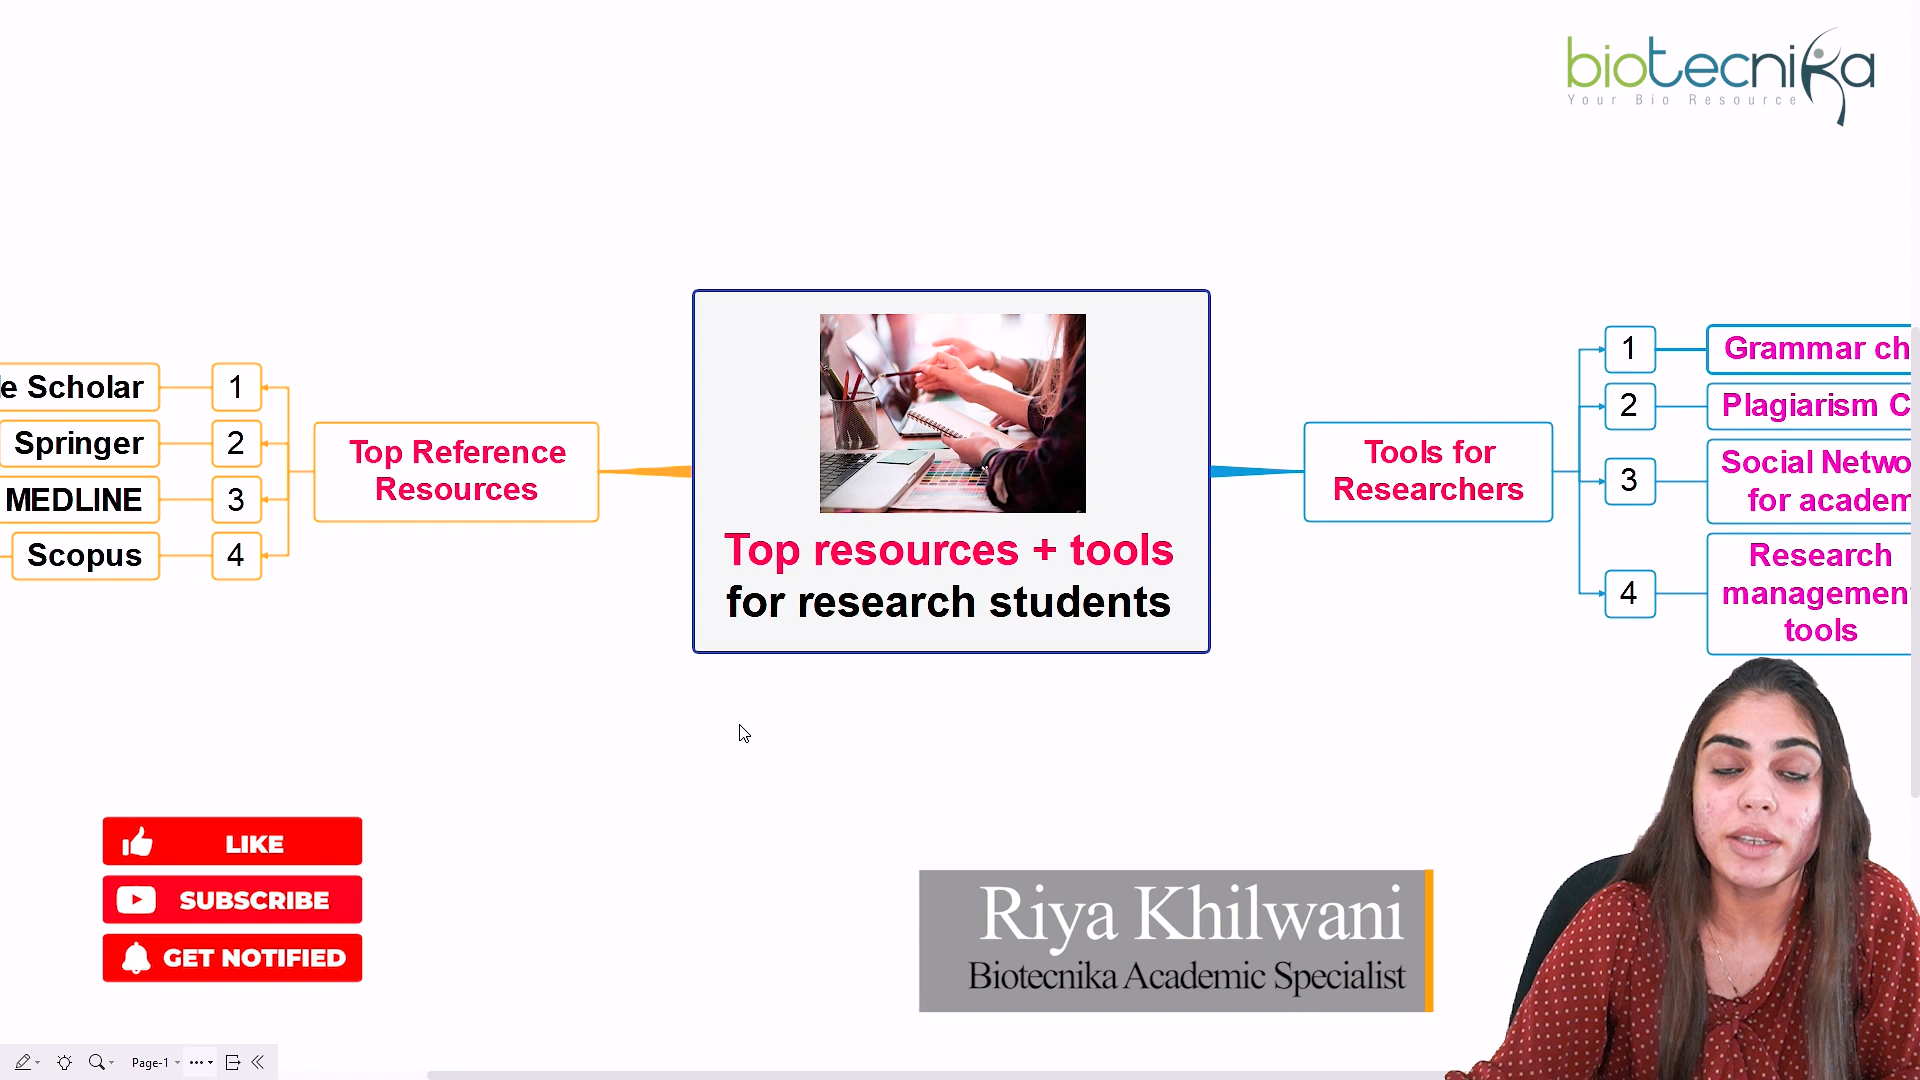 biotecnika
Your Bio Resource
le Scholar
1
Springer
2
MEDLINE
3
Scopus
4
Top Reference
Resources
Top resources + tools
for research students
Tools for
Researchers
1
Grammar ch
2
Plagiarism C
3
Social Netwo
for academ
4
Research
management
tools
LIKE
SUBSCRIBE
GET NOTIFIED
Riya Khilwani
Biotecnika Academic Specialist
Page-1